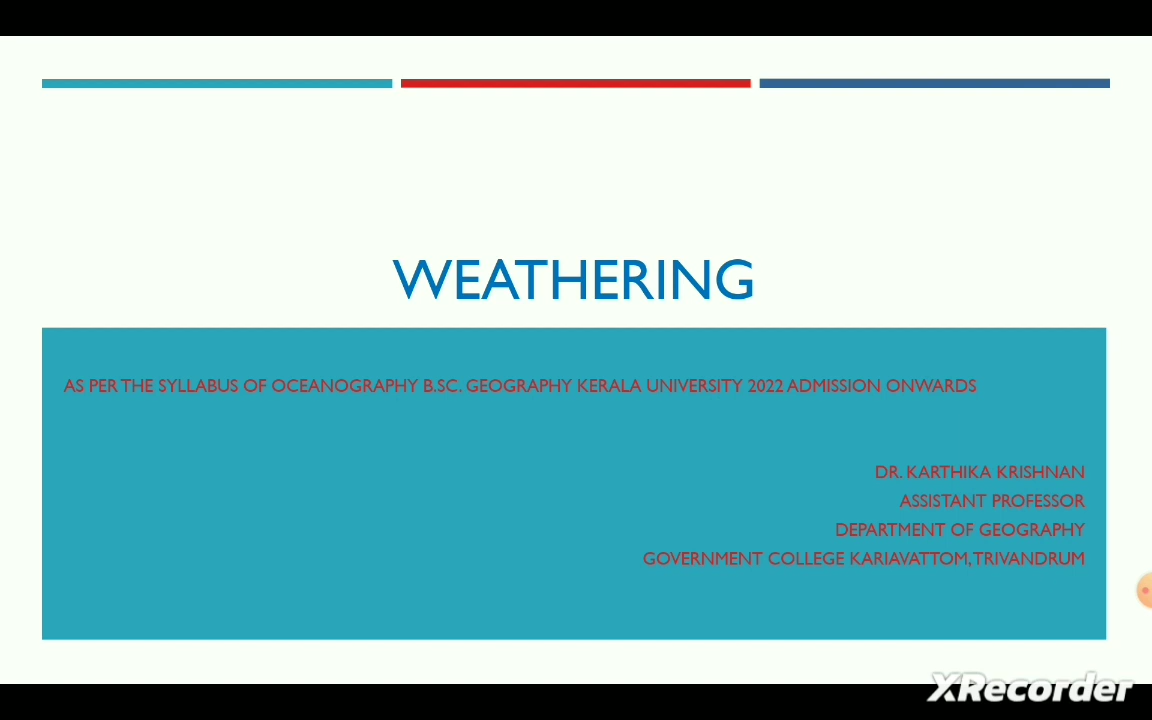 WEATHERING
AS PER THE SYLLABUS OF OCEANOGRAPHY B.SC. GEOGRAPHY KERALA UNIVERSITY 2022 ADMISSION ONWARDS
DR. KARTHIKA KRISHNAN
ASSISTANT PROFESSOR
DEPARTMENT OF GEOGRAPHY
GOVERNMENT COLLEGE KARIAVATTOM, TRIVANDRUM
XRecorder